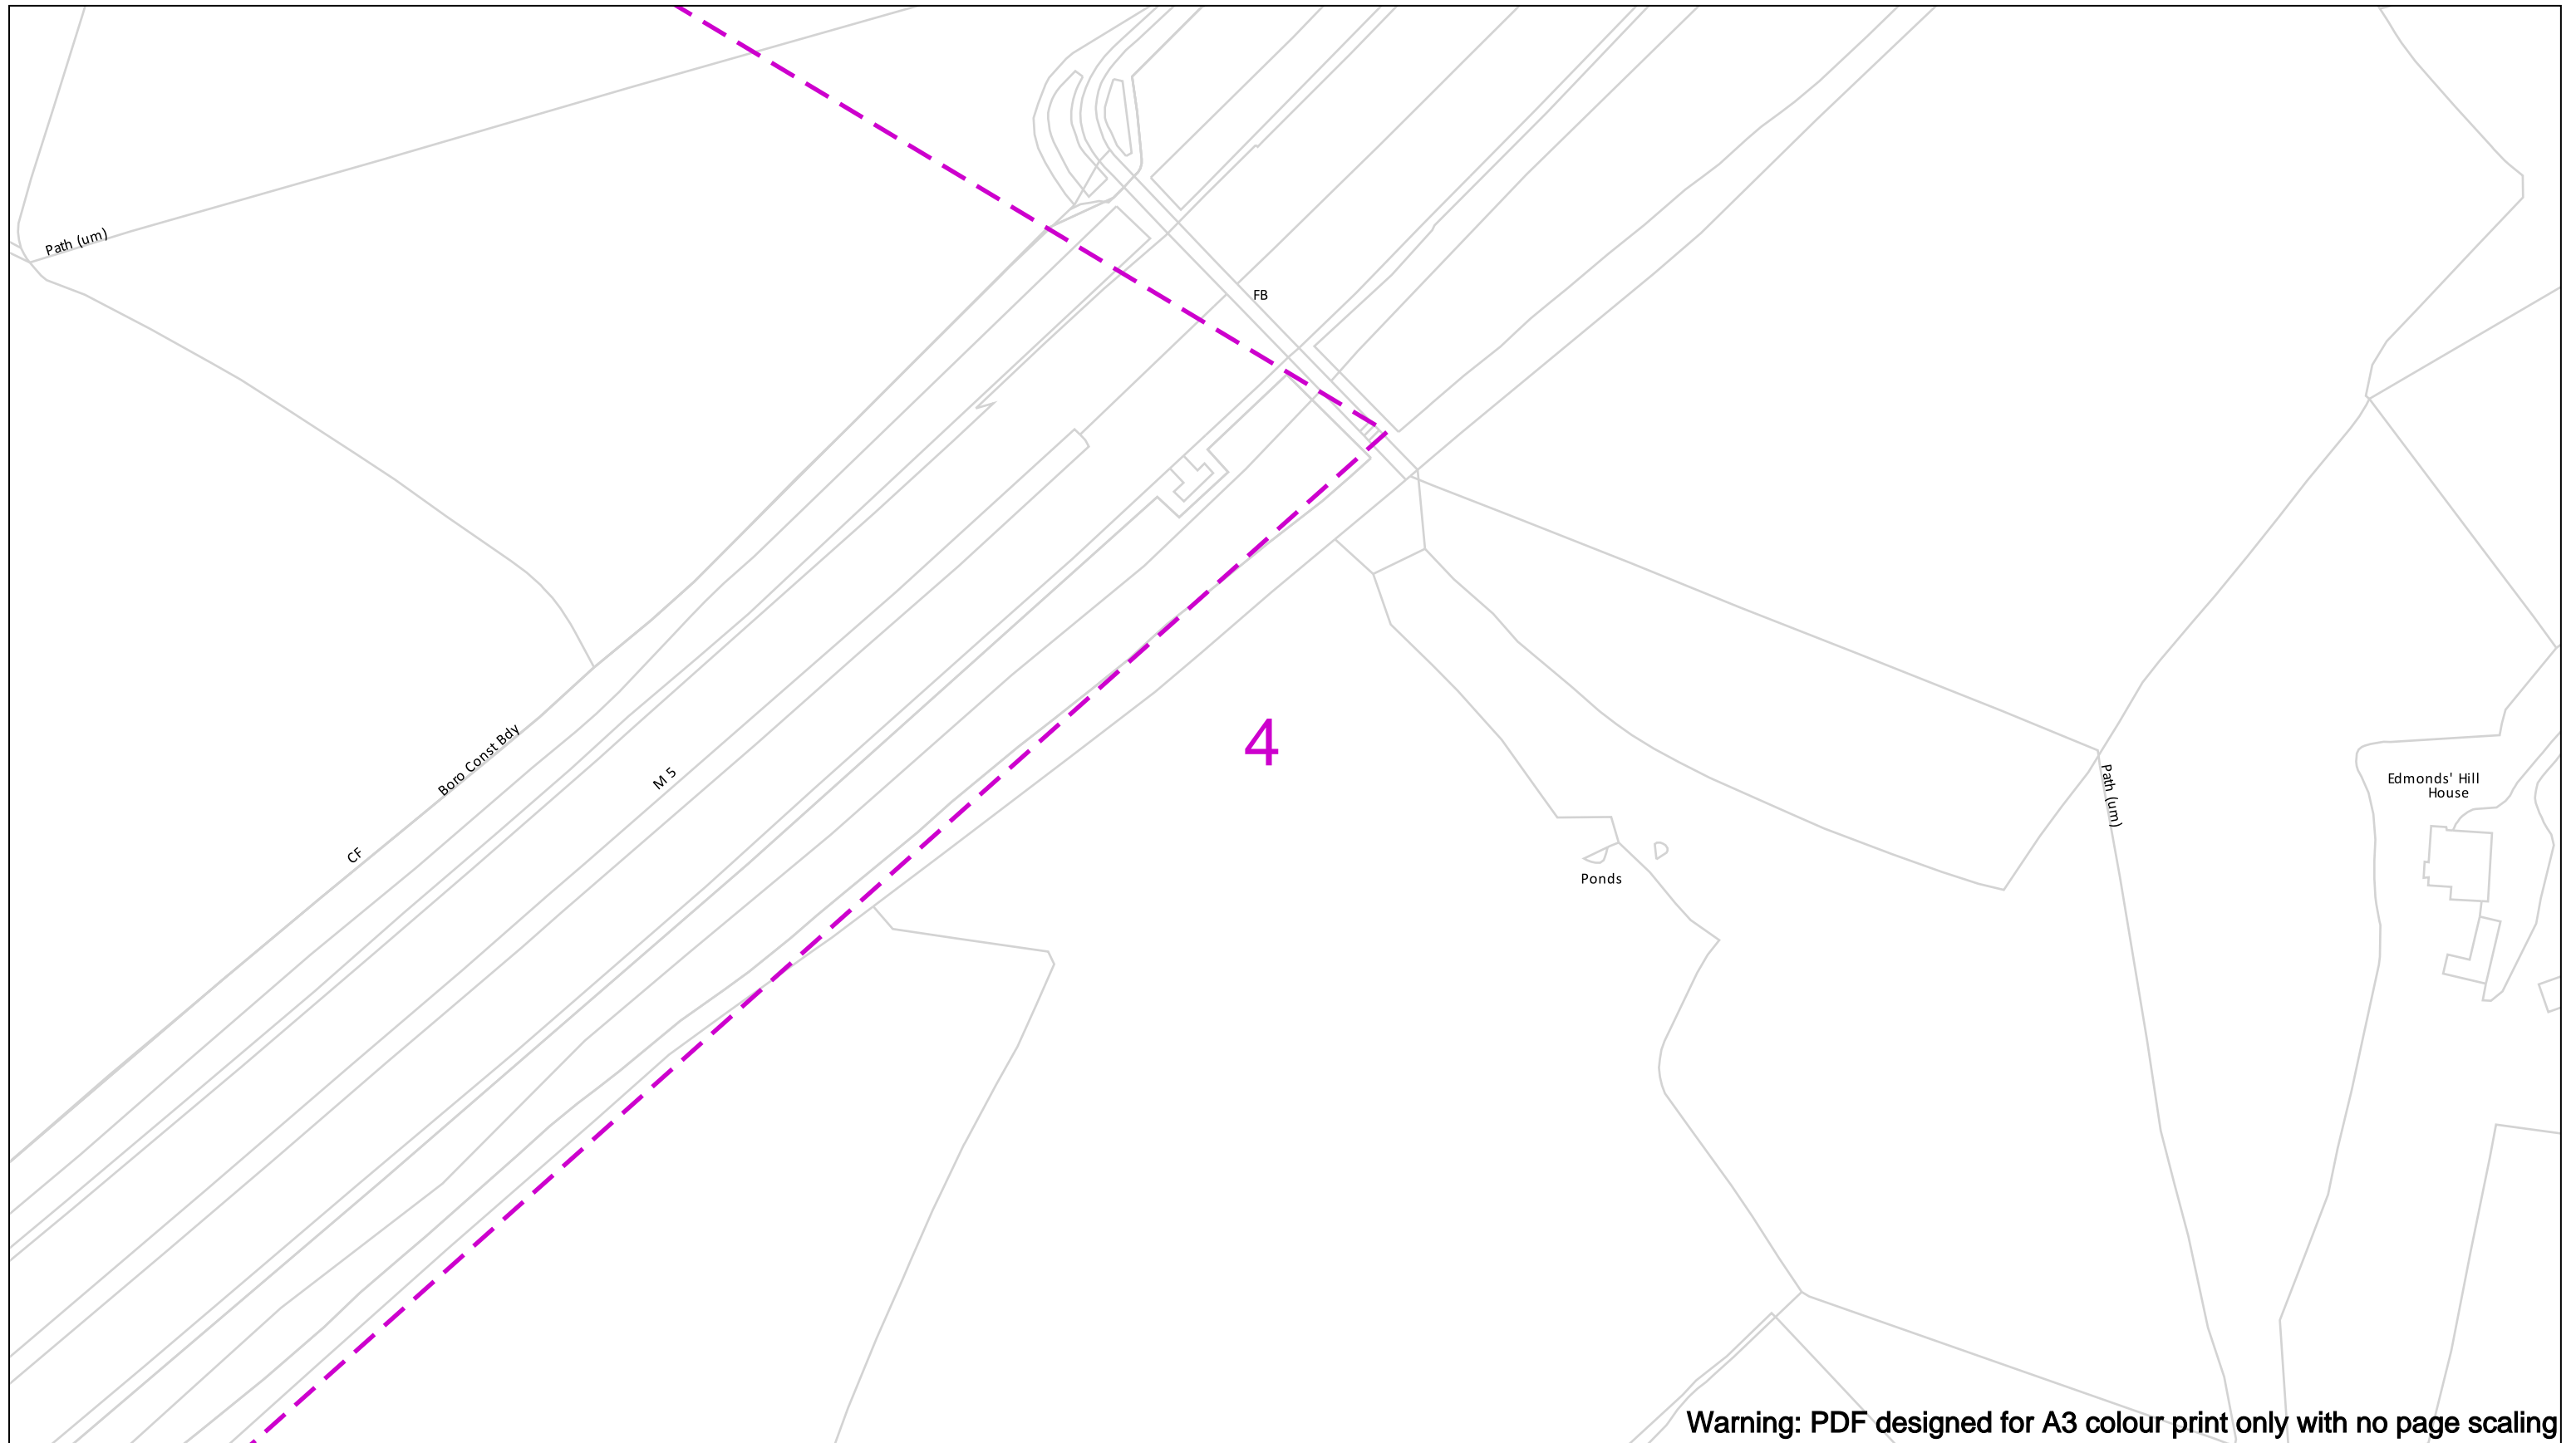 Path (um)
FB
Boro Const Bdy
M 5
CF
4
Path (um)
Edmonds' Hill
House
Ponds
Warning: PDF designed for A3 colour print only with no page scaling